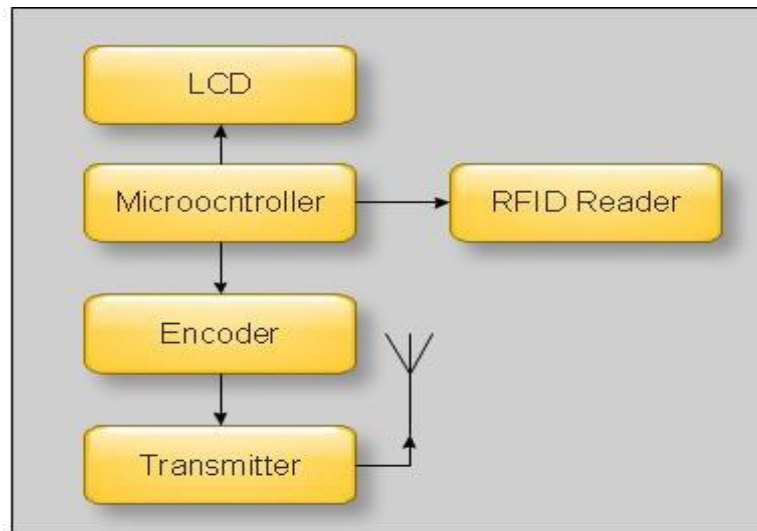 LCD
Microocntroller
RFID Reader
Encoder
Transmitter